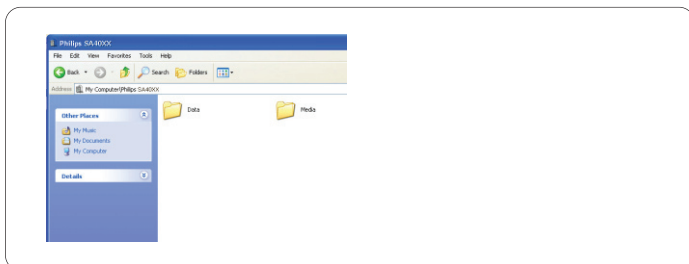 Philips SA40XX
File Edit View Favorites Tools Help
Back Search Folders
Address My Computer\Philips SA40XX
Other Places
My Music
My Documents
My Computer
Details
Data
Media